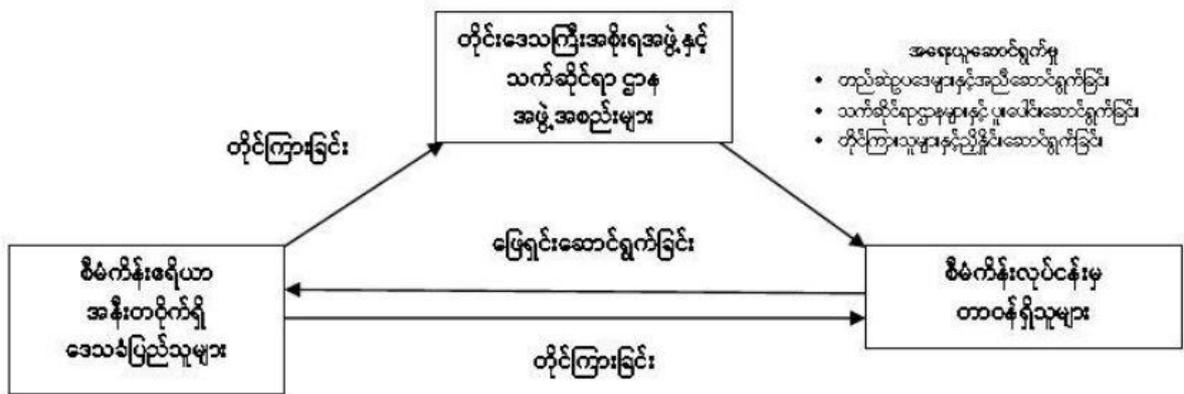 တိုင်းဒေသကြီးအစိုးရအဖွဲ့နှင့်
သက်ဆိုင်ရာ ဌာန
အဖွဲ့အစည်းများ
အရေးယူဆောင်ရွက်မှု
• တည်ဆဲဥပဒေများနှင့်အညီဆောင်ရွက်ခြင်း၊
• သက်ဆိုင်ရာဌာနများနှင့် ပူးပေါင်းဆောင်ရွက်ခြင်း၊
• တိုင်ကြားသူများနှင့်ညှိနှိုင်းဆောင်ရွက်ခြင်း၊
တိုင်ကြားခြင်း
ဖြေရှင်းဆောင်ရွက်ခြင်း
စီမံကိန်းဧရိယာ
အနီးတဝိုက်ရှိ
ဒေသခံပြည်သူများ
စီမံကိန်းလုပ်ငန်းမှ
တာဝန်ရှိသူများ
တိုင်ကြားခြင်း